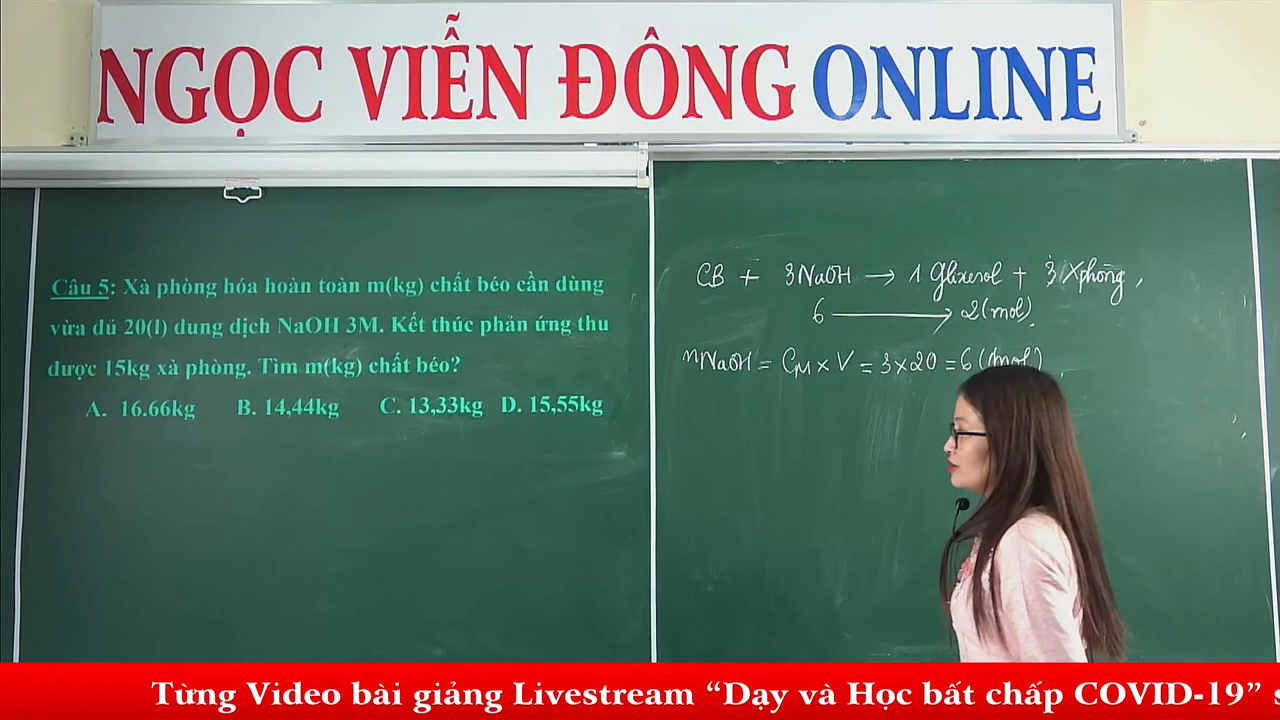 NGỌC VIỄN ĐÔNG ONLINE
Câu 5: Xà phòng hóa hoàn toàn m(kg) chất béo cần dùng
vừa đủ 20(l) dung dịch NaOH 3M. Kết thúc phản ứng thu
được 15kg xà phòng. Tìm m(kg) chất béo?
A. 16.66kg B. 14,44kg C. 13,33kg D. 15,55kg
CB + 3NaOH → 1 Glixerol + 3 Xphòng
6 → 2(mol)
nNaOH = CM × V = 3×20 = 6 (mol)
Từng Video bài giảng Livestream “Dạy và Học bất chấp COVID-19” s